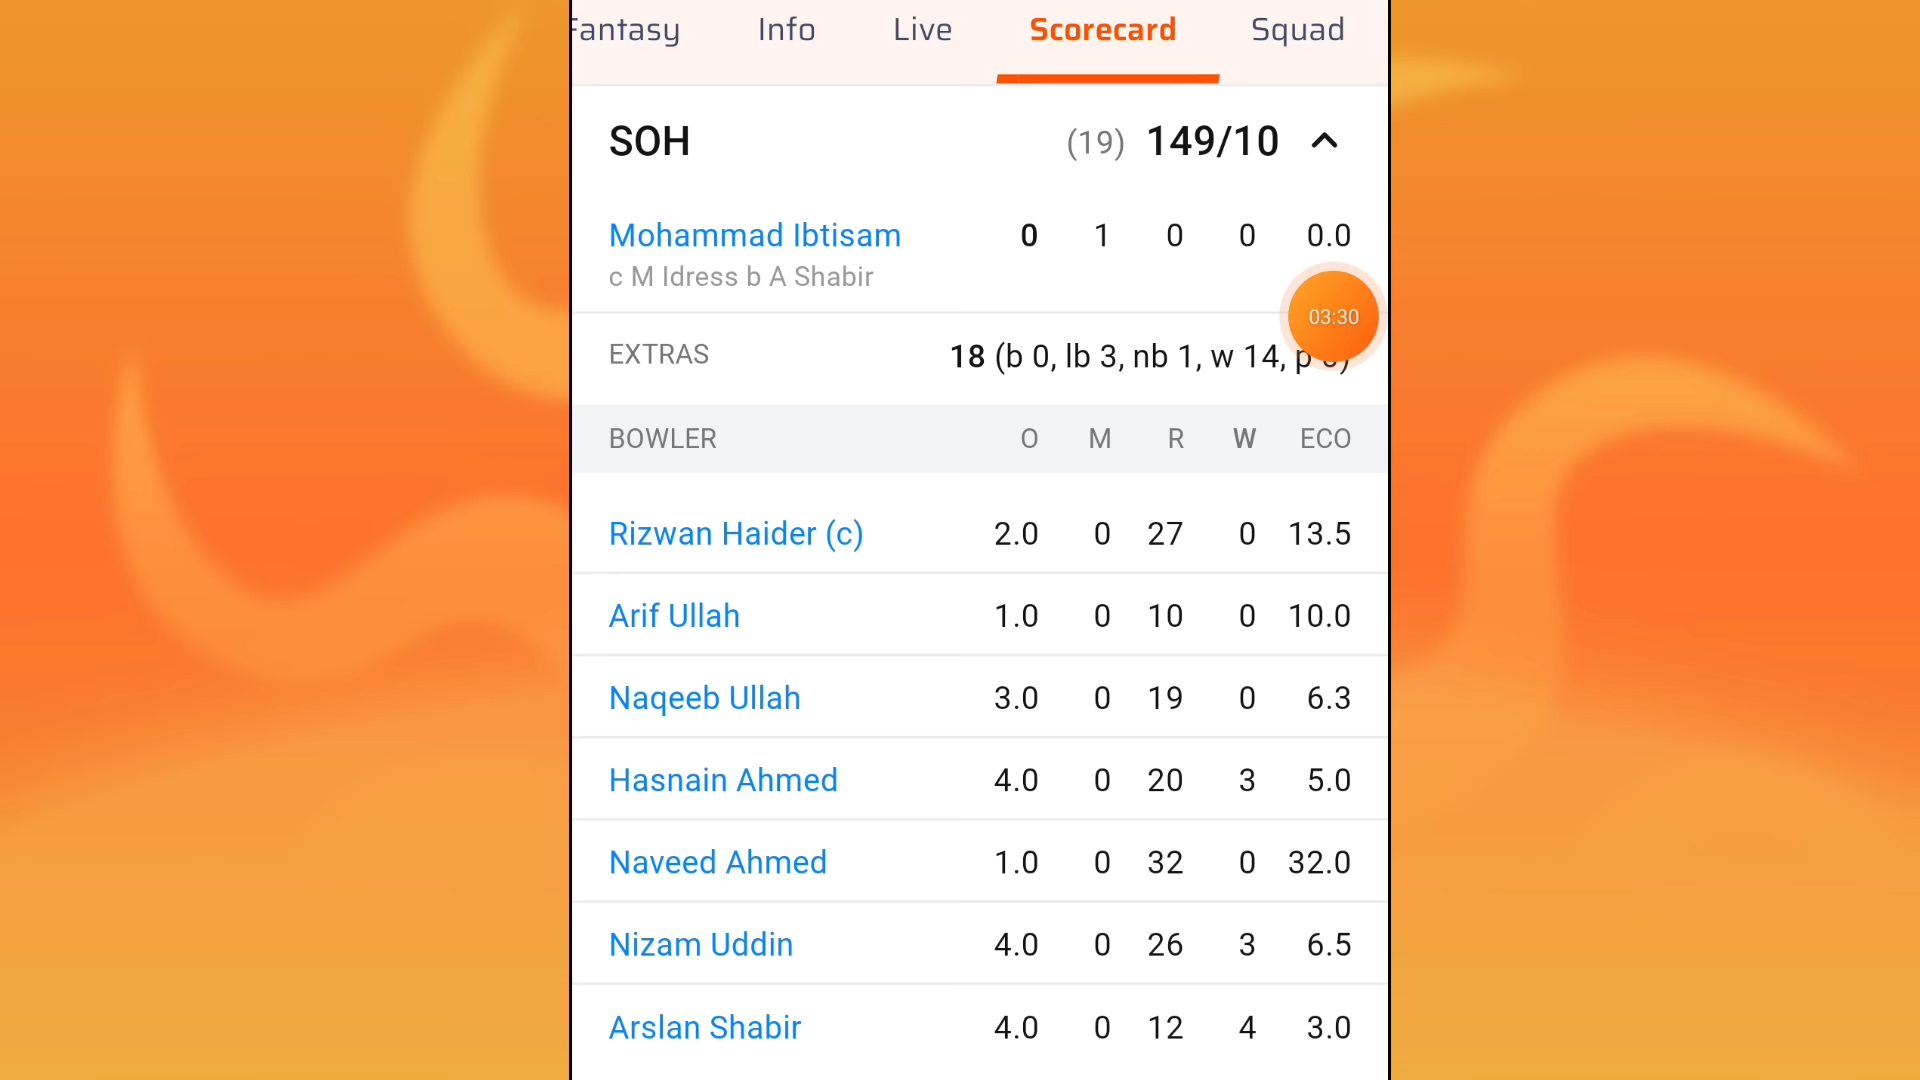 Fantasy Info Live Scorecard Squad
SOH (19) 149/10
Mohammad Ibtisam 0 1 0 0 0.0
c M Idress b A Shabir
03:30
EXTRAS 18 (b 0, lb 3, nb 1, w 14, p
BOWLER O M R W ECO
Rizwan Haider (c) 2.0 0 27 0 13.5
Arif Ullah 1.0 0 10 0 10.0
Naqeeb Ullah 3.0 0 19 0 6.3
Hasnain Ahmed 4.0 0 20 3 5.0
Naveed Ahmed 1.0 0 32 0 32.0
Nizam Uddin 4.0 0 26 3 6.5
Arslan Shabir 4.0 0 12 4 3.0